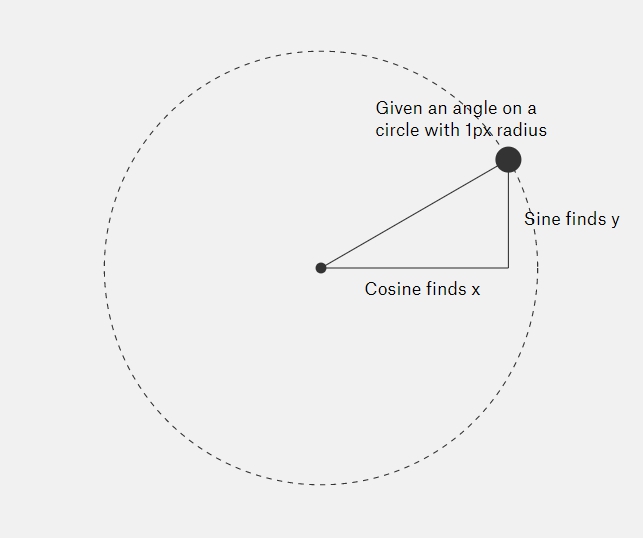 Given an angle on a
circle with 1px radius
Sine finds y
Cosine finds x